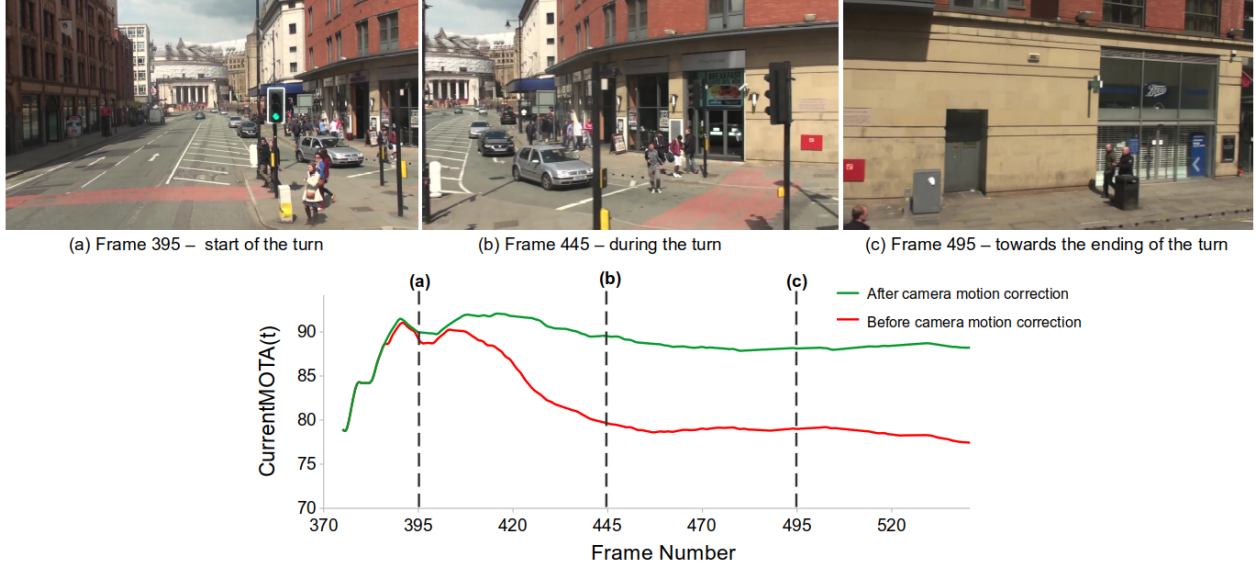 BREAKFAST
Boots
(a) Frame 395 – start of the turn
(b) Frame 445 – during the turn
(c) Frame 495 – towards the ending of the turn
(a)
(b)
(c)
After camera motion correction
Before camera motion correction
CurrentMOTA(t)
90
85
80
75
70
370
395
420
445
470
495
520
Frame Number